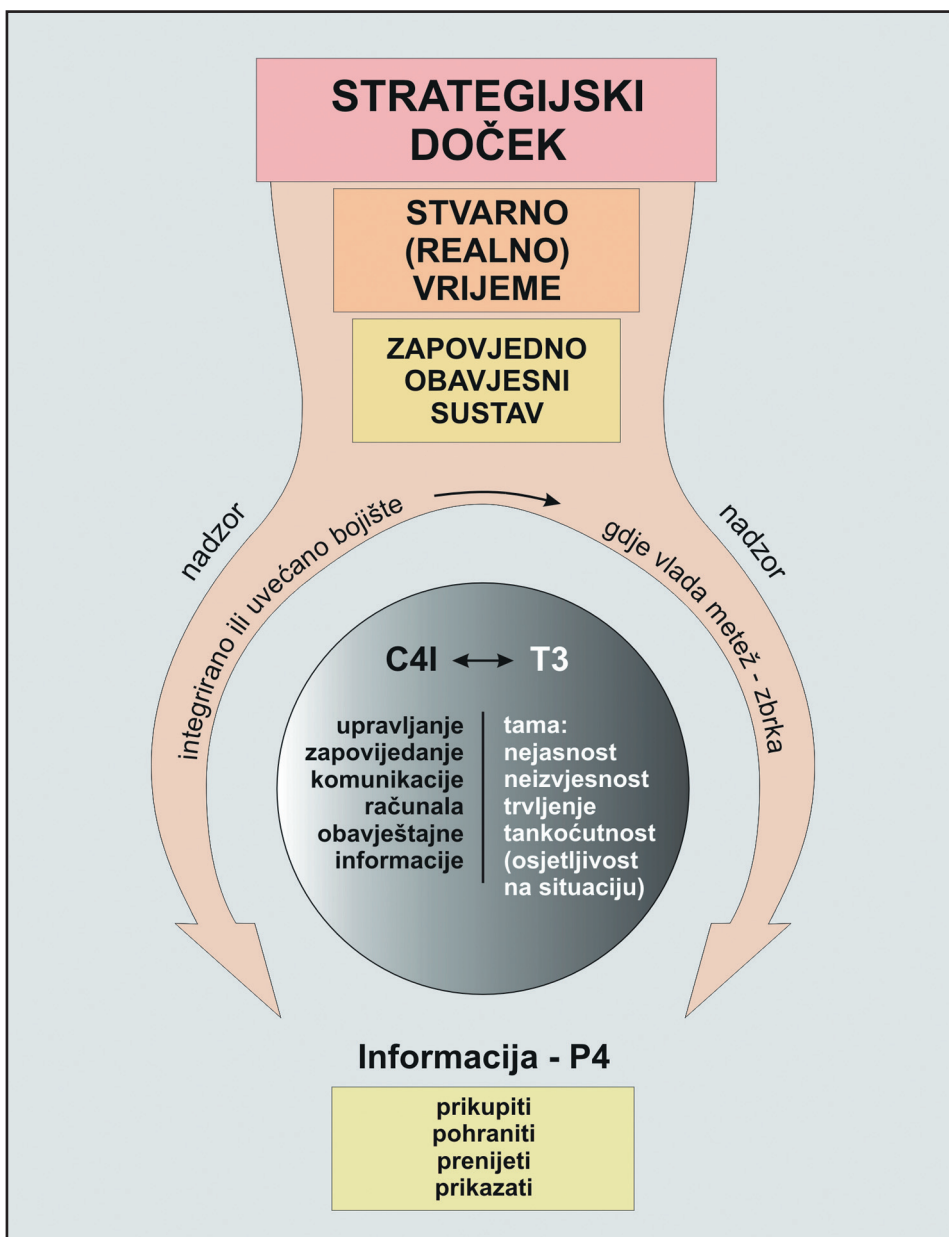 STRATEGIJSKI
DOČEK
STVARNO
(REALNO)
VRIJEME
ZAPOVJEDNO
OBAVJESNI
SUSTAV
nadzor
integrirano ili uvećano bojište
gdje vlada metež - zbrka
nadzor
C4I
T3
upravljanje
zapovijedanje
komunikacije
računala
obavještajne
informacije
tama:
nejasnost
neizvjesnost
trvljenje
tankoćutnost
(osjetljivost
na situaciju)
Informacija - P4
prikupiti
pohraniti
prenijeti
prikazati